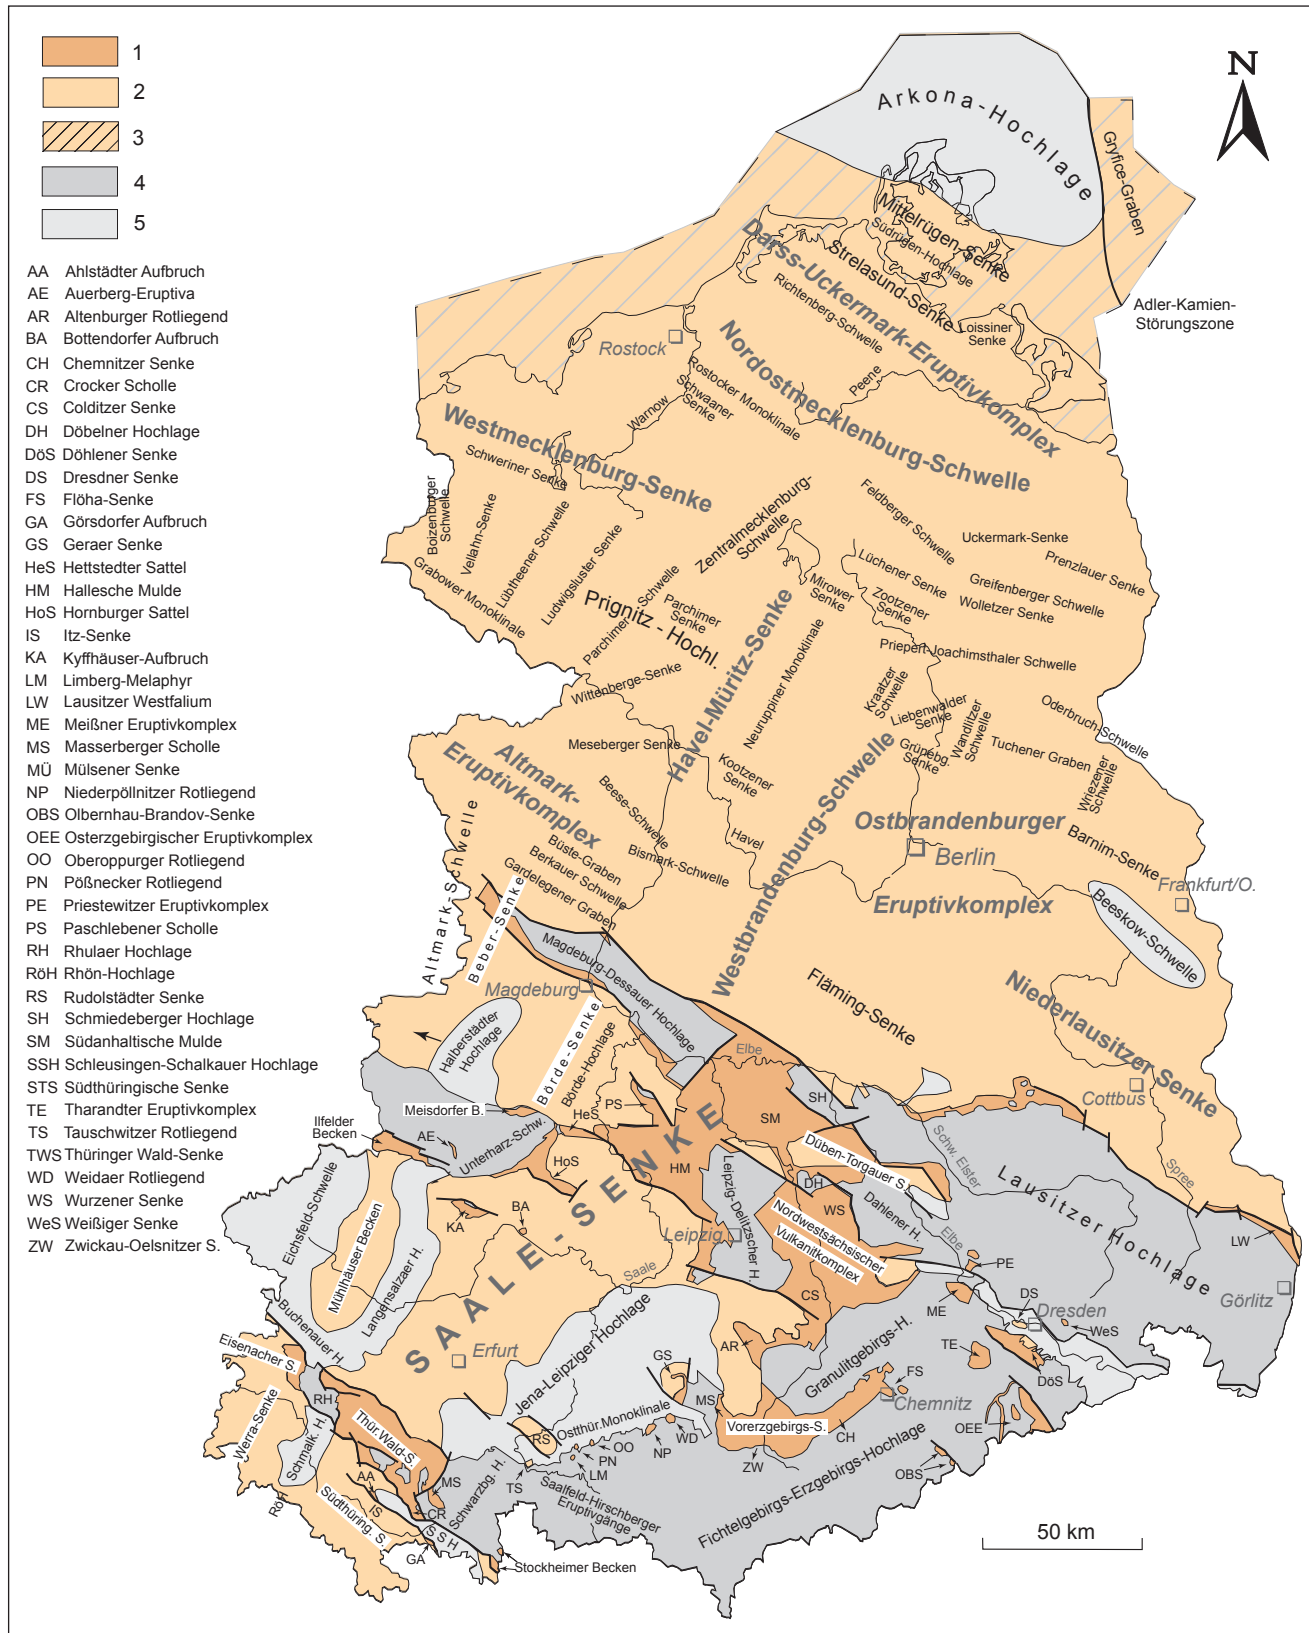 1
2
3
4
5
N
AA Ahlstädter Aufbruch
AE Auerberg-Eruptiva
AR Altenburger Rotliegend
BA Bottendorfer Aufbruch
CH Chemnitzer Senke
CR Crocker Scholle
CS Colditzer Senke
DH Döbelner Hochlage
DöS Döhlener Senke
DS Dresdner Senke
FS Flöha-Senke
GA Görsdorfer Aufbruch
GS Geraer Senke
HeS Hettstedter Sattel
HM Hallesche Mulde
HoS Hornburger Sattel
IS Itz-Senke
KA Kyffhäuser-Aufbruch
LM Limberg-Melaphyr
LW Lausitzer Westfalium
ME Meißner Eruptivkomplex
MS Masserberger Scholle
MÜ Mülsener Senke
NP Niederpöllnitzer Rotliegend
OBS Olbernhau-Brandov-Senke
OEE Osterzgebirgischer Eruptivkomplex
OO Oberoppurger Rotliegend
PN Pößnecker Rotliegend
PE Priestewitzer Eruptivkomplex
PS Paschlebener Scholle
RH Rhulaer Hochlage
RöH Rhön-Hochlage
RS Rudolstädter Senke
SH Schmiedeberger Hochlage
SM Südanhaltische Mulde
SSH Schleusingen-Schalkauer Hochlage
STS Südthüringische Senke
TE Tharandter Eruptivkomplex
TS Tauschwitzer Rotliegend
TWS Thüringer Wald-Senke
WD Weidaer Rotliegend
WS Wurzener Senke
WeS Weißiger Senke
ZW Zwickau-Oelsnitzer S.
Arkona-Hochlage
Gryfice-Graben
Adler-Kamien-
Störungszone
Mittelrügen-Senke
Südrügen-Hochlage
Strelasund-Senke
Darss-Uckermark-Eruptivkomplex
Richtenberg-Schwelle
Loissiner
Senke
Rostock
Nordostmecklenburg-Schwelle
Rostocker Monoklinale
Schwaaner
Senke
Peene
Warnow
Westmecklenburg-Senke
Schweriner Senke
Boizenburger
Schwelle
Vellahn-Senke
Lübtheener Schwelle
Ludwigsluster Senke
Grabower Monoklinale
Zentralmecklenburg-
Schwelle
Feldberger Schwelle
Uckermark-Senke
Prenzlauer Senke
Lüchener Senke
Greifenberger Schwelle
Wolletzer Senke
Zootzener
Senke
Mirower
Senke
Parchimer Schwelle
Parchimer
Senke
Prignitz - Hochl.
Priepert-Joachimsthaler Schwelle
Wittenberge-Senke
Havel-Müritz-Senke
Neuruppiner Monoklinale
Kraatzer
Schwelle
Liebenwalder
Senke
Wandlitzer
Schwelle
Oderbruch-Schwelle
Grünebg.
Senke
Tuchener Graben
Wriezener
Schwelle
Meseberger Senke
Altmark-
Eruptivkomplex
Kootzener
Senke
Beese-Schwelle
Havel
Westbrandenburg-Schwelle
Ostbrandenburger
Eruptivkomplex
Berlin
Barnim-Senke
Frankfurt/O.
Beeskow-Schwelle
Altmark-Schwelle
Büste-Graben
Berkauer Schwelle
Gardelegener Graben
Bismark-Schwelle
Beber-Senke
Magdeburg-Dessauer Hochlage
Magdeburg
Fläming-Senke
Niederlausitzer Senke
Cottbus
Halberstädter
Hochlage
Börde-Senke
Börde-Hochlage
Elbe
Meisdorfer B.
HeS
PS
SH
SM
Schw. Elster
Spree
Ilfelder
Becken
AE
Unterharz-Schw.
HoS
HM
SAALE-SENKE
Düben-Torgauer S.
DH
Dahlener H.
Lausitzer Hochlage
Leipzig-Delitzscher H.
WS
Nordwestsächsischer
Vulkanitkomplex
Leipzig
Elbe
LW
Eichsfeld-Schwelle
Mühlhäuser Becken
Langensalzaer H.
KA
BA
Saale
PE
CS
ME
DS
Dresden
WeS
Görlitz
Buchenauer H.
Eisenacher S.
Erfurt
Jena-Leipziger Hochlage
AR
Granulitgebirgs-H.
TE
DöS
Werra-Senke
RH
Thür.Wald-S.
Schmalk. H.
GS
MS
FS
Chemnitz
Vorerzgebirgs-S.
Ostthür.Monoklinale
RS
OO
PN
LM
NP
WD
CH
ZW
OEE
OBS
Fichtelgebirgs-Erzgebirgs-Hochlage
AA
IS
MS
CR
Schwarzbg. H.
TS
Saalfeld-Hirschberger
Eruptivgänge
RöH
Südthüring. S.
SSH
GA
Stockheimer Becken
50 km